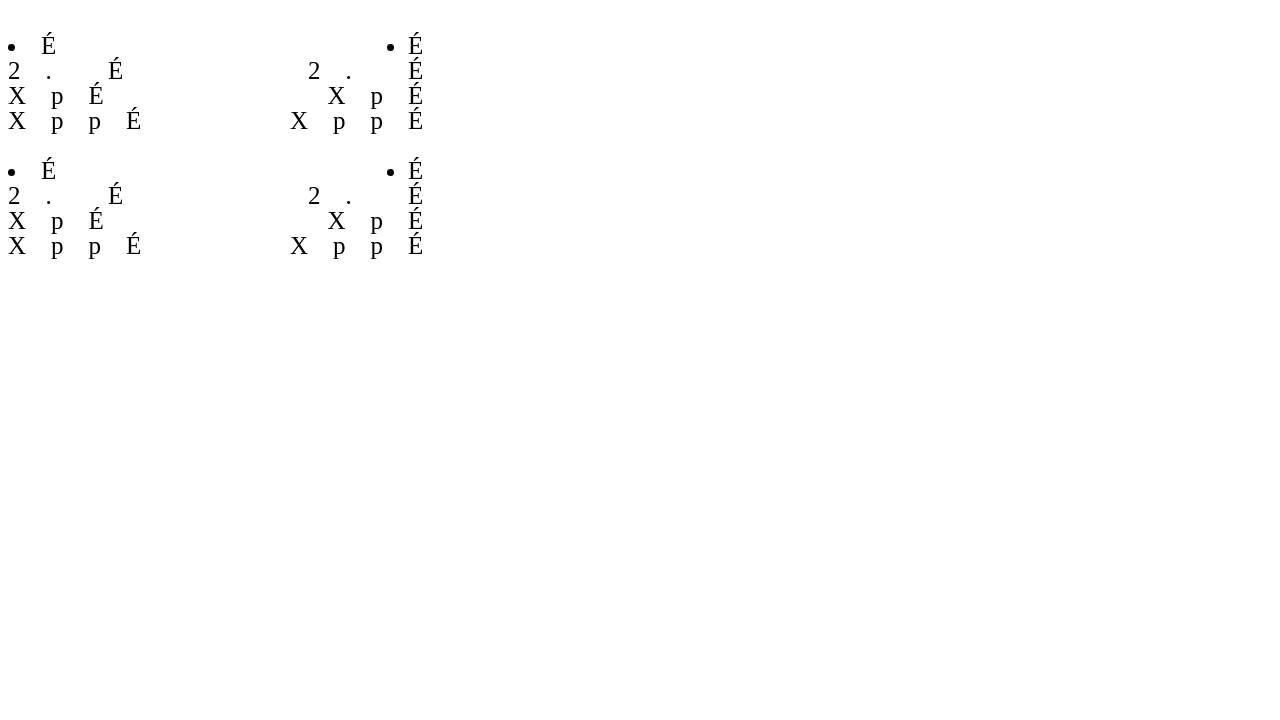 • É • É
2 . É 2 . É
X p É X p É
X p p É X p p É
• É • É
2 . É 2 . É
X p É X p É
X p p É X p p É